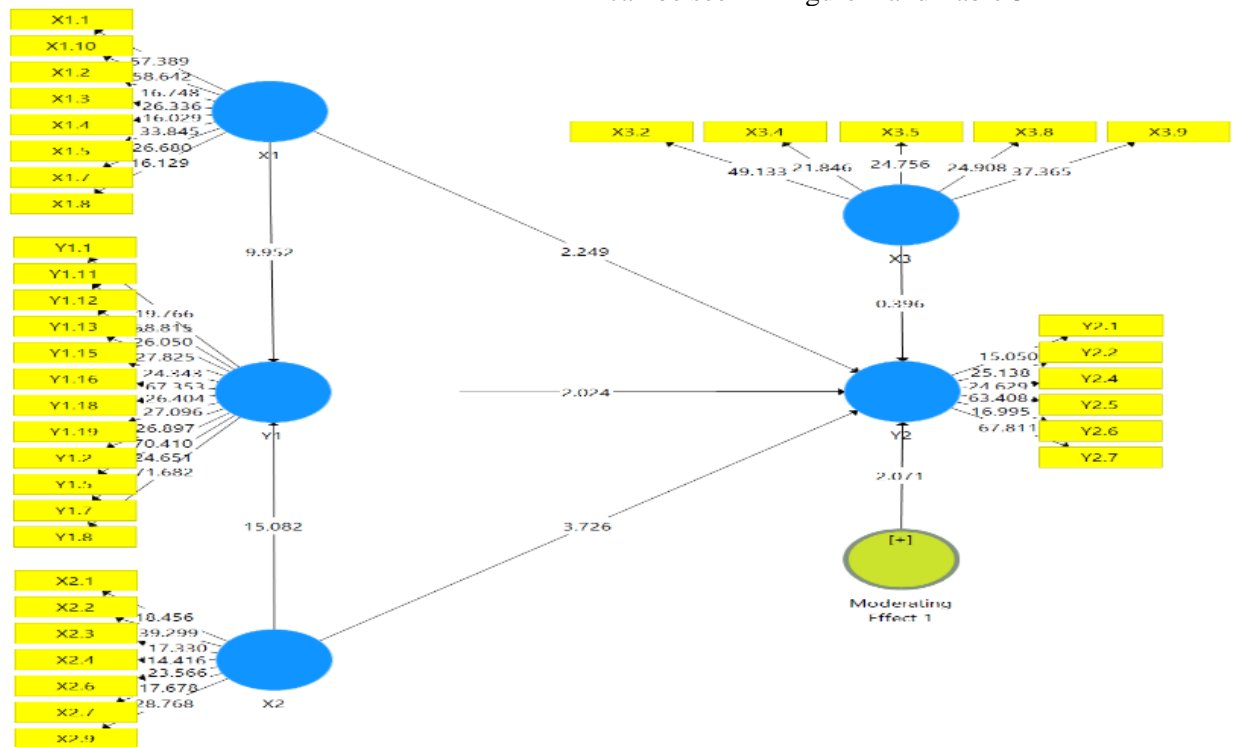 X1.1
X1.10
X1.2
X1.3
X1.4
X1.5
X1.7
X1.8
57.389
58.642
16.748
26.336
16.029
33.845
26.680
16.129
X1
9.952
2.249
X3.2
X3.4
X3.5
X3.8
X3.9
49.133
21.846
24.756
24.908
37.365
X3
0.396
Y1.1
Y1.11
Y1.12
Y1.13
Y1.15
Y1.16
Y1.18
Y1.19
Y1.2
Y1.5
Y1.7
Y1.8
19.766
26.050
27.825
24.343
67.353
26.404
27.096
26.897
70.410
24.651
71.682
Y1
2.024
Y2.1
Y2.2
Y2.4
Y2.5
Y2.6
Y2.7
15.050
25.138
24.629
63.408
16.995
67.811
Y2
15.082
3.726
2.071
[+]
Moderating
Effect 1
X2.1
X2.2
X2.3
X2.4
X2.6
X2.7
X2.9
18.456
39.299
17.330
14.416
23.566
17.678
28.768
X2